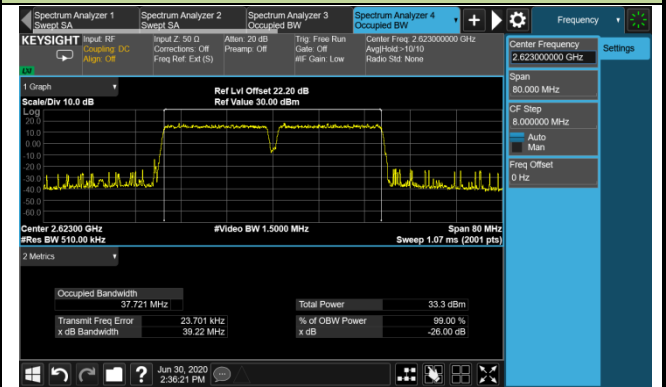 Spectrum Analyzer 1
Swept SA
Spectrum Analyzer 2
Swept SA
Spectrum Analyzer 3
Occupied BW
Spectrum Analyzer 4
Occupied BW
Frequency
KEYSIGHT
Input: RF
Coupling: DC
Align: Off
Input Z: 50 Ω
Corrections: Off
Freq Ref: Ext (S)
Atten: 20 dB
Preamp: Off
Trig: Free Run
Gate: Off
#IF Gain: Low
Center Freq: 2.623000000 GHz
Avg|Hold:>10/10
Radio Std: None
LV
Center Frequency
2.623000000 GHz
Settings
Span
80.000 MHz
CF Step
8.000000 MHz
Auto
Man
Freq Offset
0 Hz
1 Graph
Scale/Div 10.0 dB
Ref Lvl Offset 22.20 dB
Ref Value 30.00 dBm
Log
20.0
10.0
0.00
-10.0
-20.0
-30.0
-40.0
-50.0
-60.0
Center 2.62300 GHz
#Res BW 510.00 kHz
#Video BW 1.5000 MHz
Span 80 MHz
Sweep 1.07 ms (2001 pts)
2 Metrics
Occupied Bandwidth
37.721 MHz
Total Power 33.3 dBm
Transmit Freq Error 23.701 kHz
% of OBW Power 99.00 %
x dB Bandwidth 39.22 MHz
x dB -26.00 dB
Jun 30, 2020
2:36:21 PM